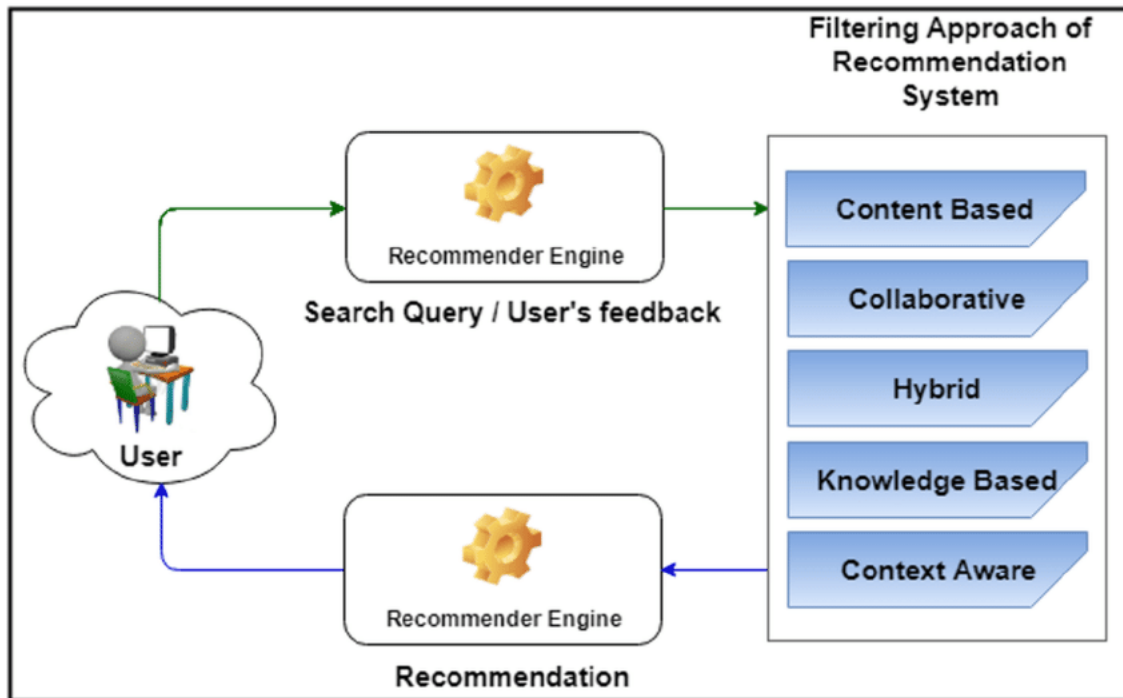 Filtering Approach of
Recommendation
System
Recommender Engine
Search Query / User's feedback
Content Based
Collaborative
Hybrid
Knowledge Based
Context Aware
User
Recommender Engine
Recommendation